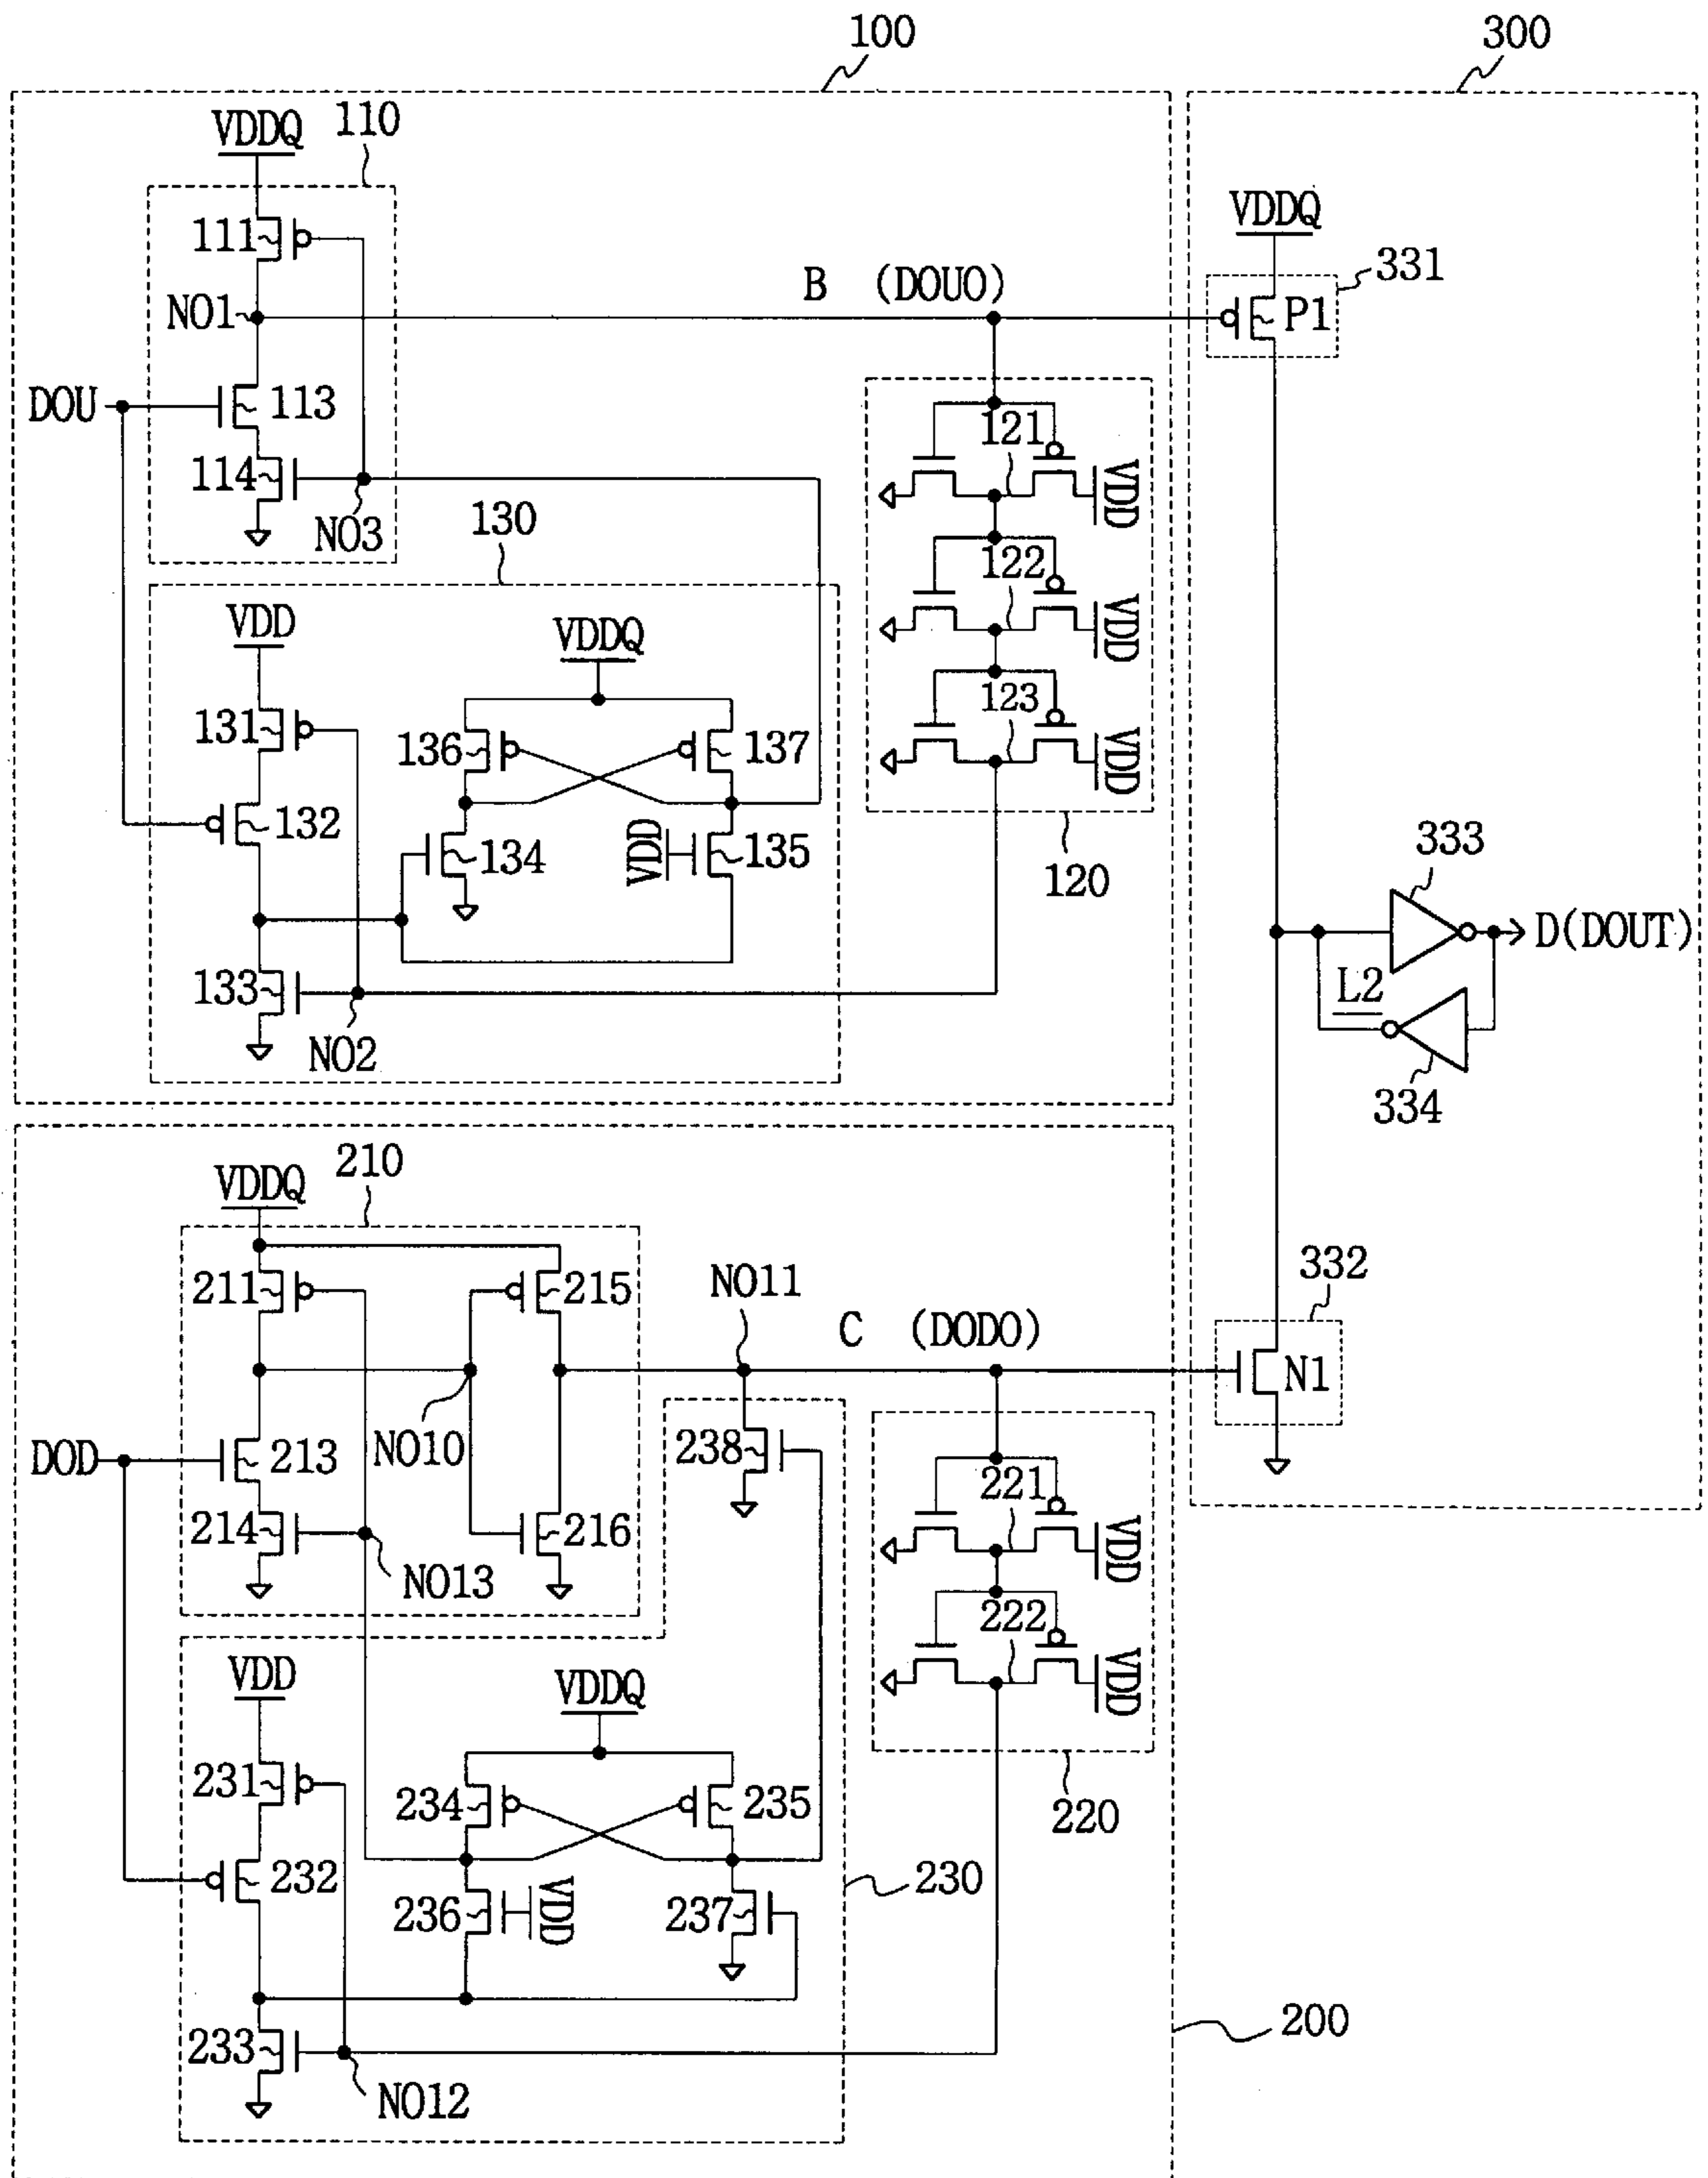 100
300
VDDQ
110
111
NO1
B (DOUO)
VDDQ
331
P1
DOU
113
114
NO3
121
VDD
122
VDD
123
VDD
120
130
VDD
VDDQ
131
136
137
132
134
VDD
135
133
NO2
333
D(DOUT)
L2
334
VDDQ
210
211
215
NO11
C (DODO)
332
N1
DOD
213
NO10
238
214
216
NO13
221
VDD
222
VDD
220
VDD
VDDQ
231
234
235
232
236
VDD
237
230
233
NO12
200